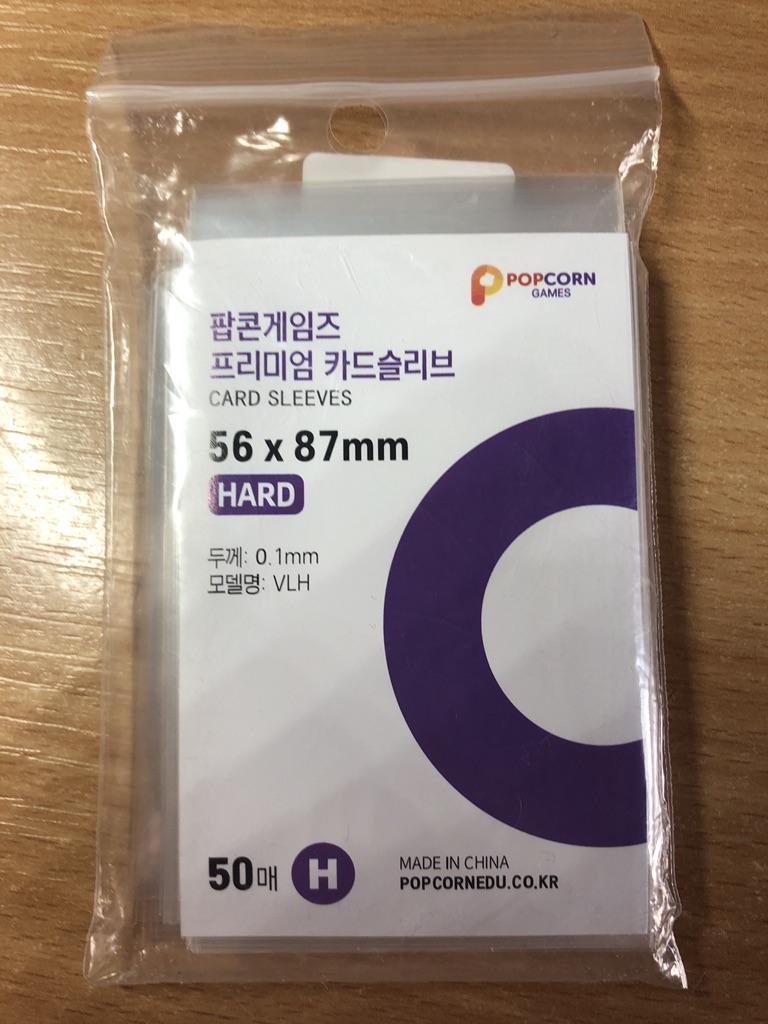 POPCORN
GAMES
팝콘게임즈
프리미엄 카드슬리브
CARD SLEEVES
56 x 87mm
HARD
두께: 0.1mm
모델명: VLH
50매 H
MADE IN CHINA
POPCORNEDU.CO.KR